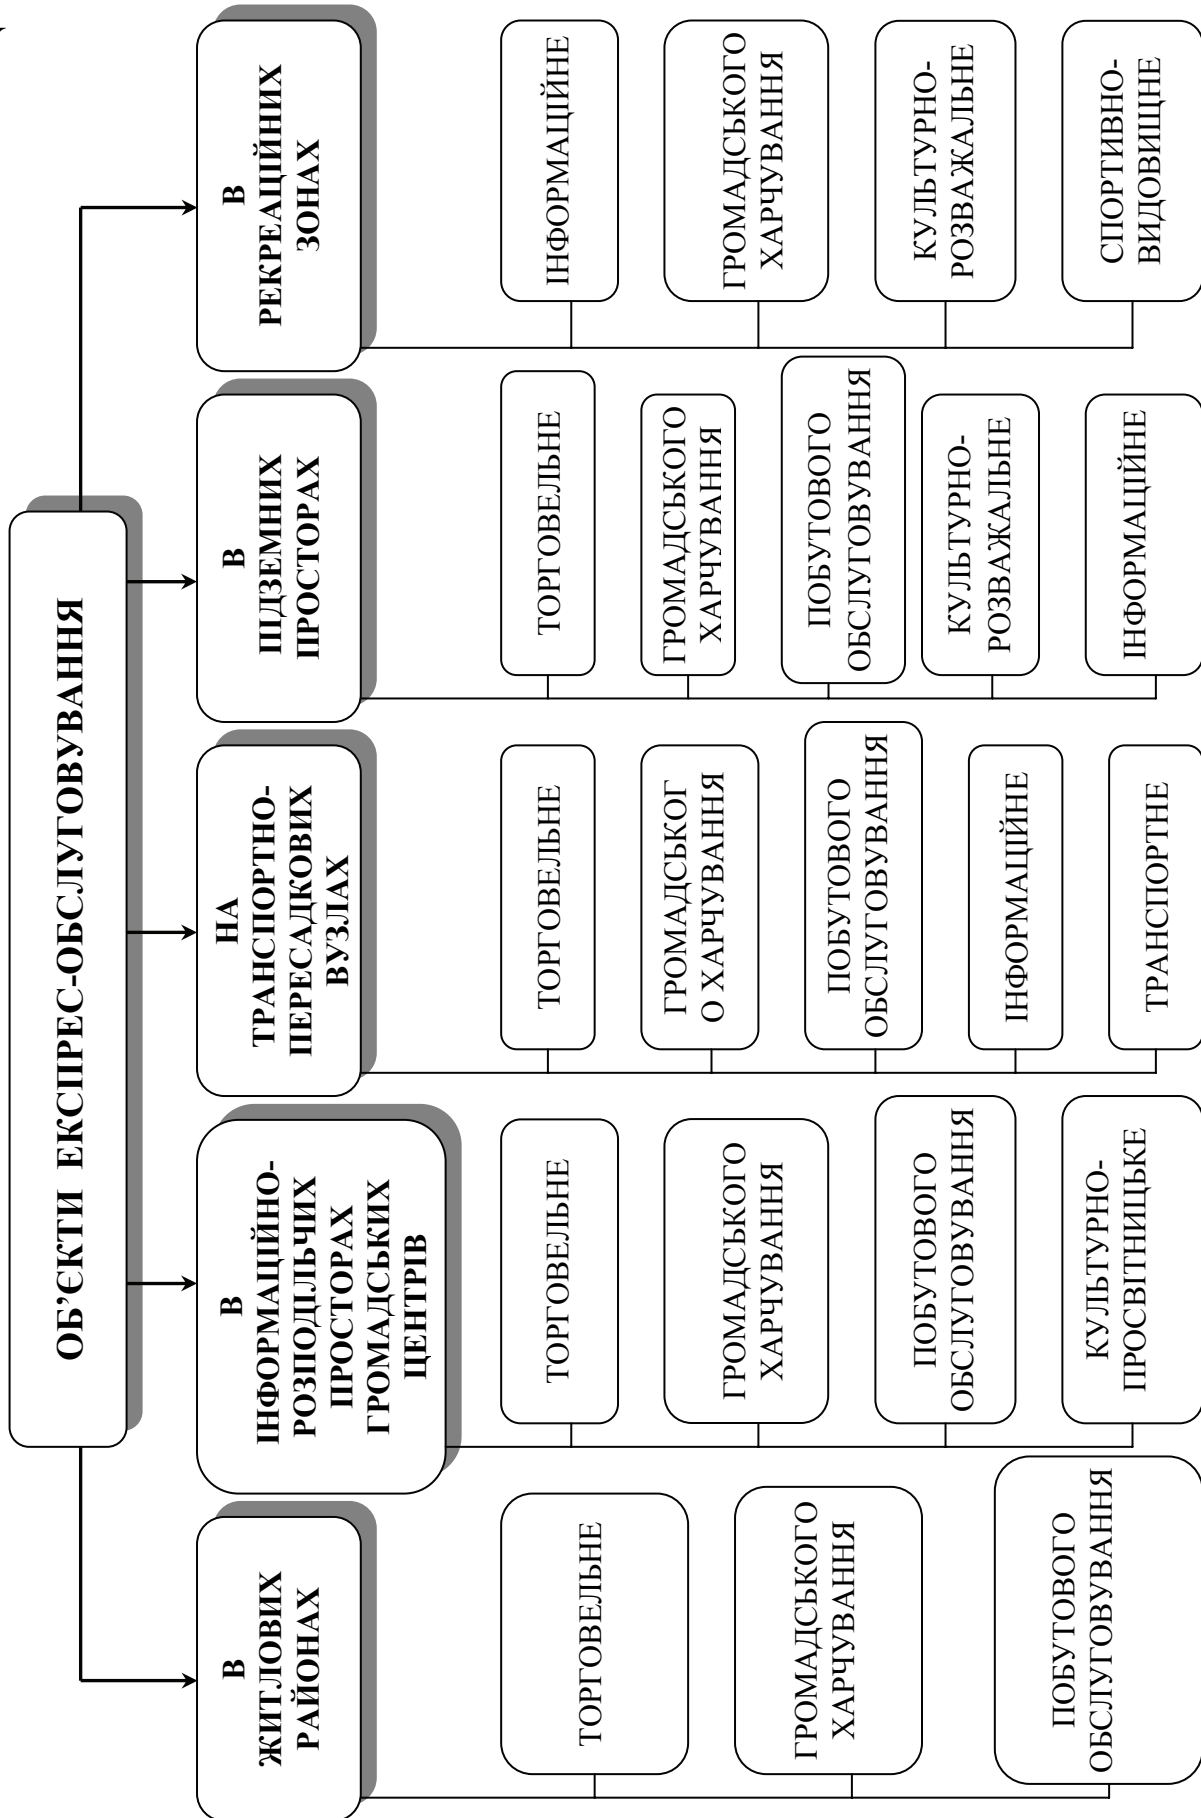 ОБ’ЄКТИ ЕКСПРЕС-ОБСЛУГОВУВАННЯ
В
ЖИТЛОВИХ
РАЙОНАХ
ТОРГОВЕЛЬНЕ
ГРОМАДСЬКОГО
ХАРЧУВАННЯ
ПОБУТОВОГО
ОБСЛУГОВУВАННЯ
В
ІНФОРМАЦІЙНО-
РОЗПОДІЛЬЧИХ
ПРОСТОРАХ
ГРОМАДСЬКИХ
ЦЕНТРІВ
ТОРГОВЕЛЬНЕ
ГРОМАДСЬКОГО
ХАРЧУВАННЯ
ПОБУТОВОГО
ОБСЛУГОВУВАННЯ
КУЛЬТУРНО-
ПРОСВІТНИЦЬКЕ
НА
ТРАНСПОРТНО-
ПЕРЕСАДКОВИХ
ВУЗЛАХ
ТОРГОВЕЛЬНЕ
ГРОМАДСЬКОГ
О ХАРЧУВАННЯ
ПОБУТОВОГО
ОБСЛУГОВУВАННЯ
ІНФОРМАЦІЙНЕ
ТРАНСПОРТНЕ
В
ПІДЗЕМНИХ
ПРОСТОРАХ
ТОРГОВЕЛЬНЕ
ГРОМАДСЬКОГО
ХАРЧУВАННЯ
ПОБУТОВОГО
ОБСЛУГОВУВАННЯ
КУЛЬТУРНО-
РОЗВАЖАЛЬНЕ
ІНФОРМАЦІЙНЕ
В
РЕКРЕАЦІЙНИХ
ЗОНАХ
ІНФОРМАЦІЙНЕ
ГРОМАДСЬКОГО
ХАРЧУВАННЯ
КУЛЬТУРНО-
РОЗВАЖАЛЬНЕ
СПОРТИВНО-
ВИДОВИЩНЕ